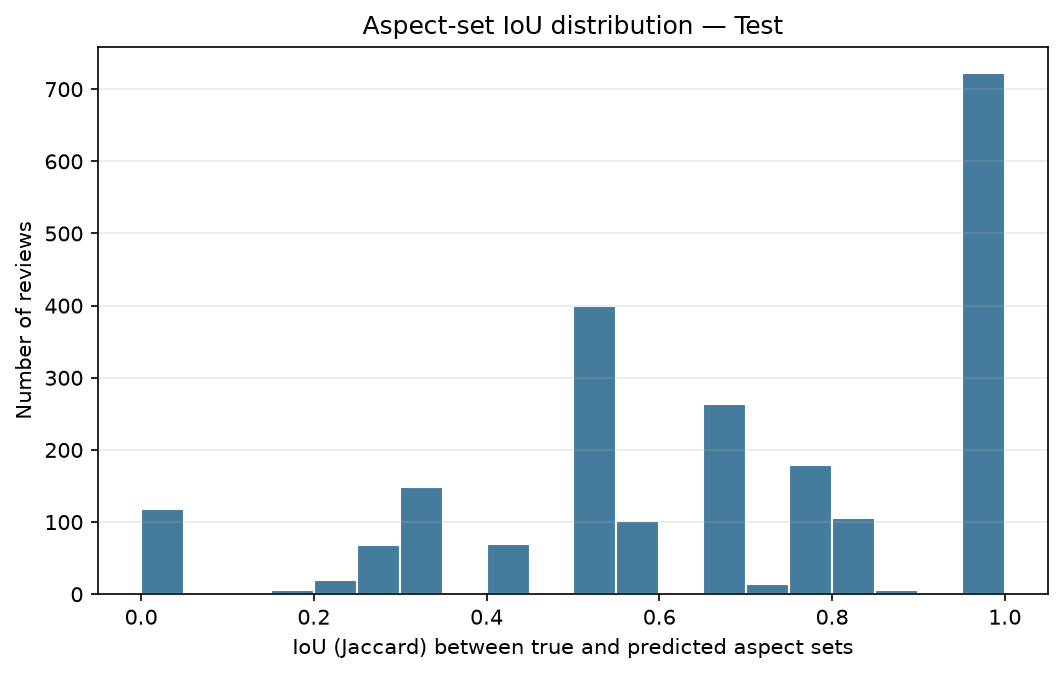 Aspect-set IoU distribution — Test
Number of reviews
700
600
500
400
300
200
100
0
0.0 0.2 0.4 0.6 0.8 1.0
IoU (Jaccard) between true and predicted aspect sets